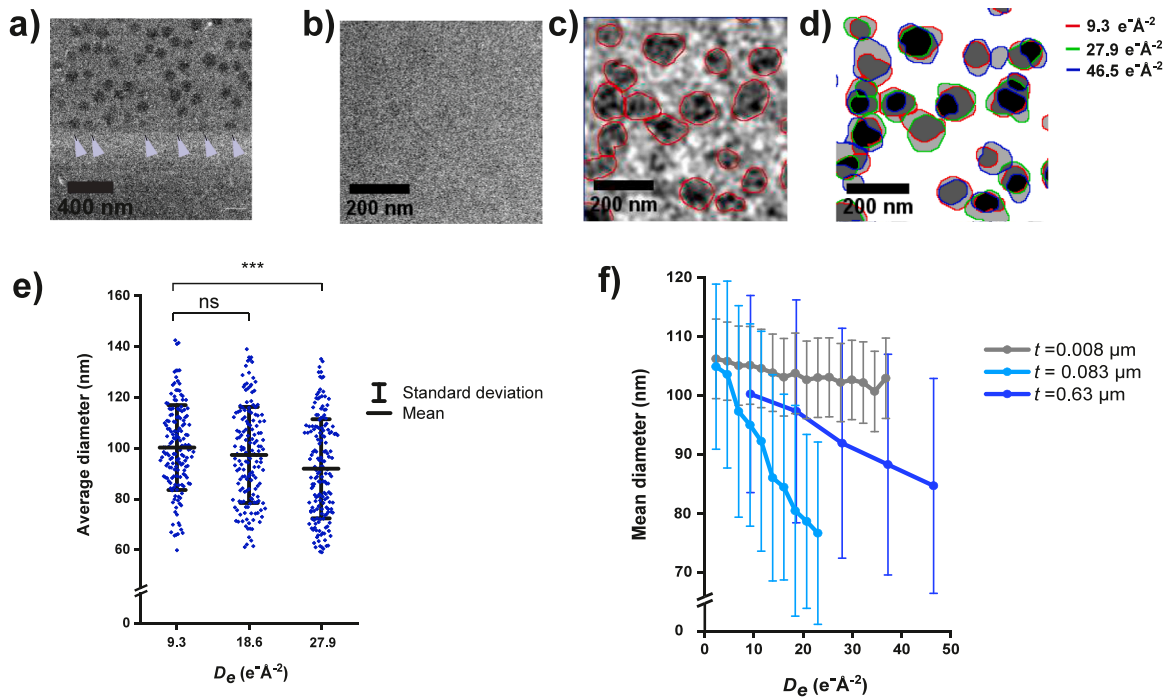 a)
400 nm
b)
200 nm
c)
200 nm
d)
200 nm
9.3 e⁻Å⁻²
27.9 e⁻Å⁻²
46.5 e⁻Å⁻²
e)
***
ns
Average diameter (nm)
160
140
120
100
80
60
0
9.3 18.6 27.9
Dₑ (e⁻Å⁻²)
Standard deviation
Mean
f)
Mean diameter (nm)
120
110
100
90
80
70
0
0 10 20 30 40 50
Dₑ (e⁻Å⁻²)
t =0.008 µm
t = 0.083 µm
t =0.63 µm